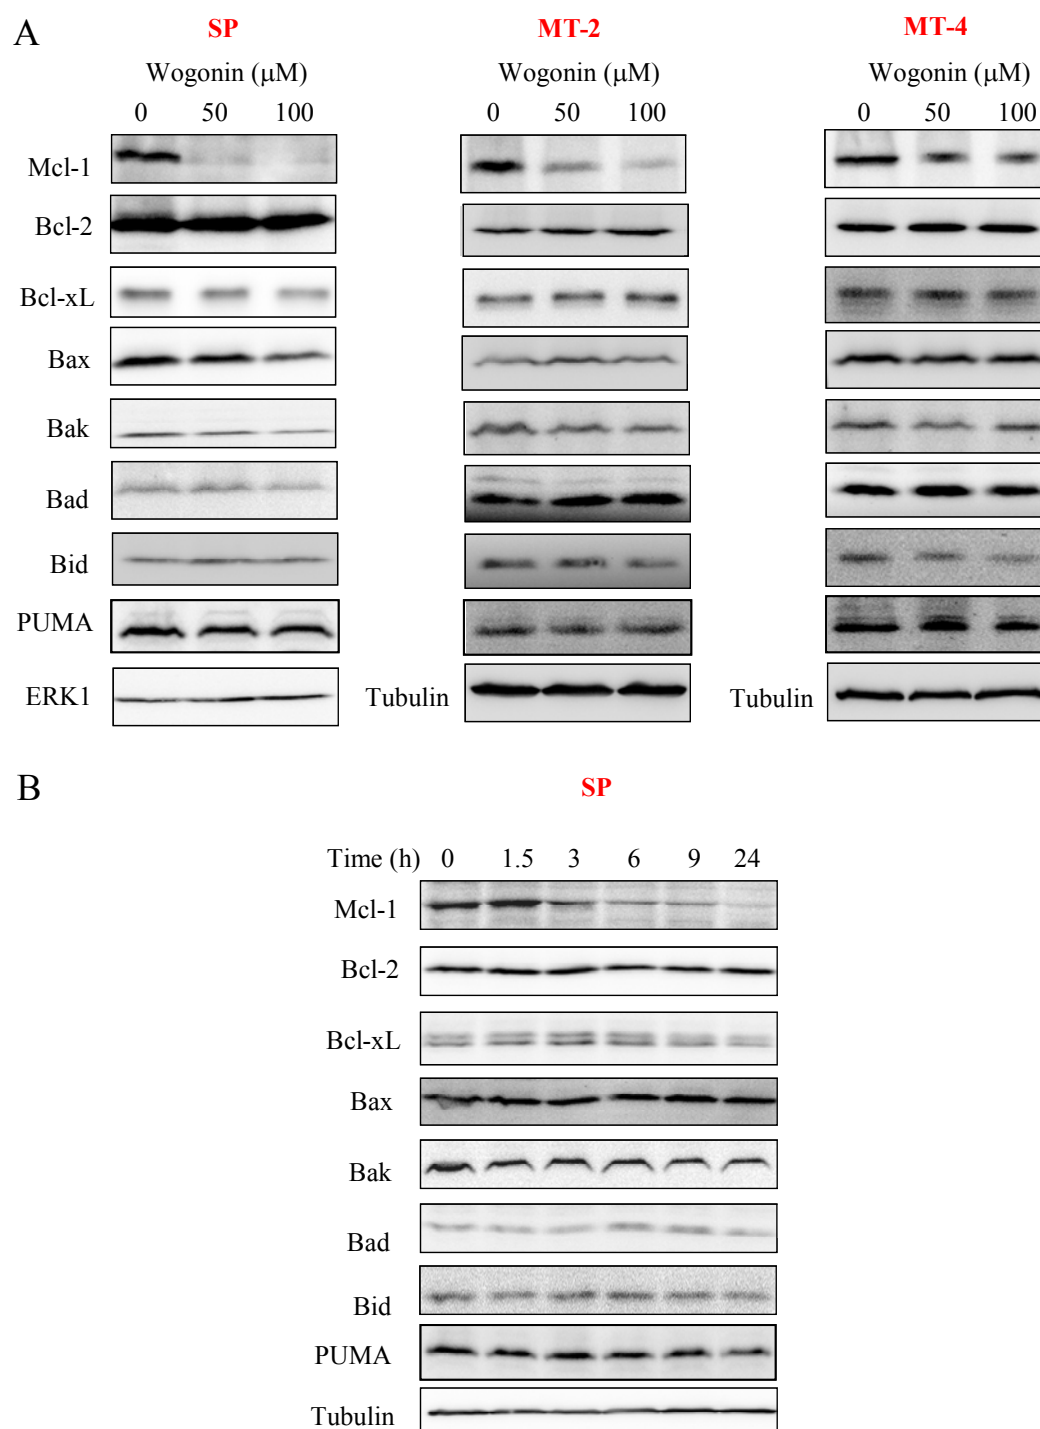 A
SP
MT-2
MT-4
Wogonin (μM)
Wogonin (μM)
Wogonin (μM)
0 50 100
0 50 100
0 50 100
Mcl-1
Bcl-2
Bcl-xL
Bax
Bak
Bad
Bid
PUMA
ERK1
Tubulin
Tubulin
B
SP
Time (h) 0 1.5 3 6 9 24
Mcl-1
Bcl-2
Bcl-xL
Bax
Bak
Bad
Bid
PUMA
Tubulin